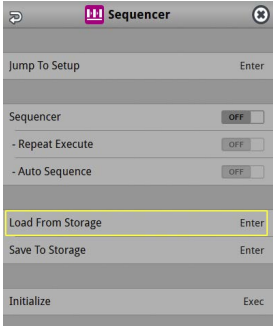 Sequencer
Jump To Setup Enter
Sequencer OFF
- Repeat Execute OFF
- Auto Sequence OFF
Load From Storage Enter
Save To Storage Enter
Initialize Exec